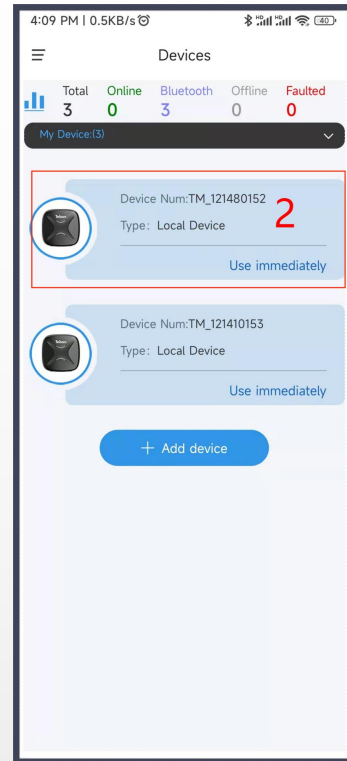 4:09 PM | 0.5KB/s 40
Devices
Total Online Bluetooth Offline Faulted
3 0 3 0 0
My Device:(3)
Device Num:TM_121480152
2
Type: Local Device
Use immediately
Device Num:TM_121410153
Type: Local Device
Use immediately
+ Add device